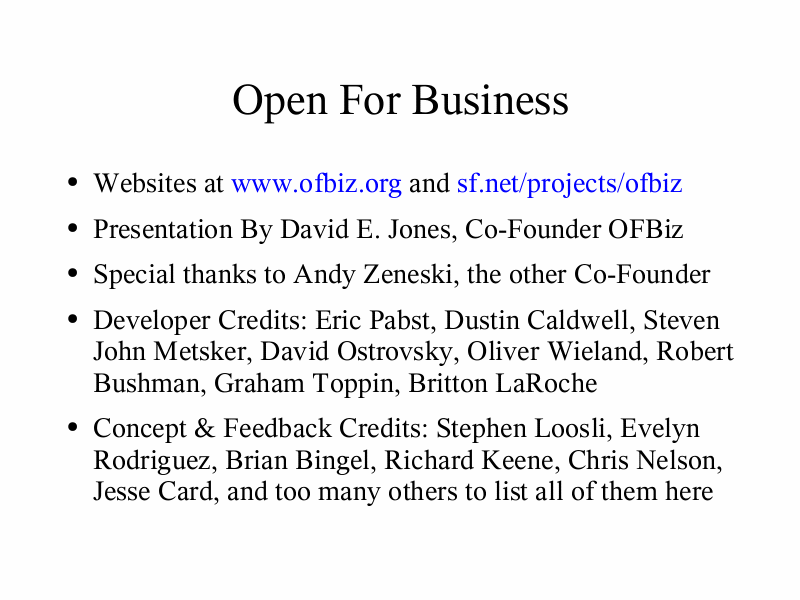 Open For Business
• Websites at www.ofbiz.org and sf.net/projects/ofbiz
• Presentation By David E. Jones, Co-Founder OFBiz
• Special thanks to Andy Zeneski, the other Co-Founder
• Developer Credits: Eric Pabst, Dustin Caldwell, Steven
John Metsker, David Ostrovsky, Oliver Wieland, Robert
Bushman, Graham Toppin, Britton LaRoche
• Concept & Feedback Credits: Stephen Loosli, Evelyn
Rodriguez, Brian Bingel, Richard Keene, Chris Nelson,
Jesse Card, and too many others to list all of them here